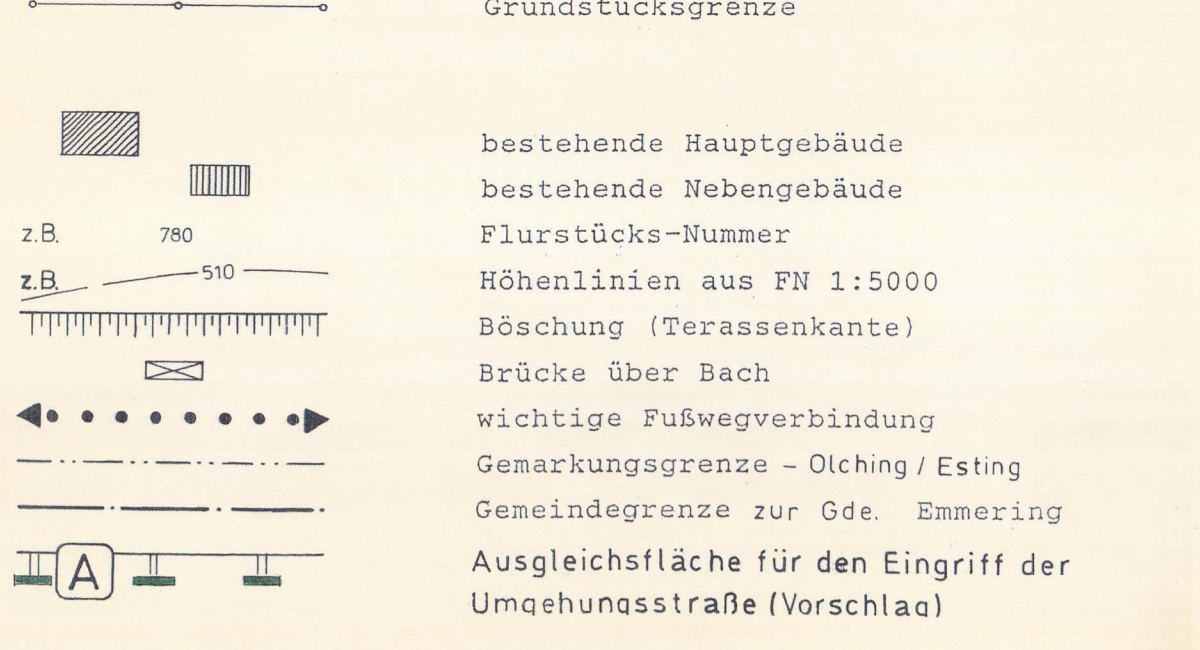 Grundstücksgrenze
bestehende Hauptgebäude
bestehende Nebengebäude
z.B. 780 Flurstücks-Nummer
z.B. 510 Höhenlinien aus FN 1:5000
Böschung (Terassenkante)
Brücke über Bach
wichtige Fußwegverbindung
Gemarkungsgrenze - Olching / Esting
Gemeindegrenze zur Gde. Emmering
A Ausgleichsfläche für den Eingriff der
Umgehungsstraße (Vorschlag)